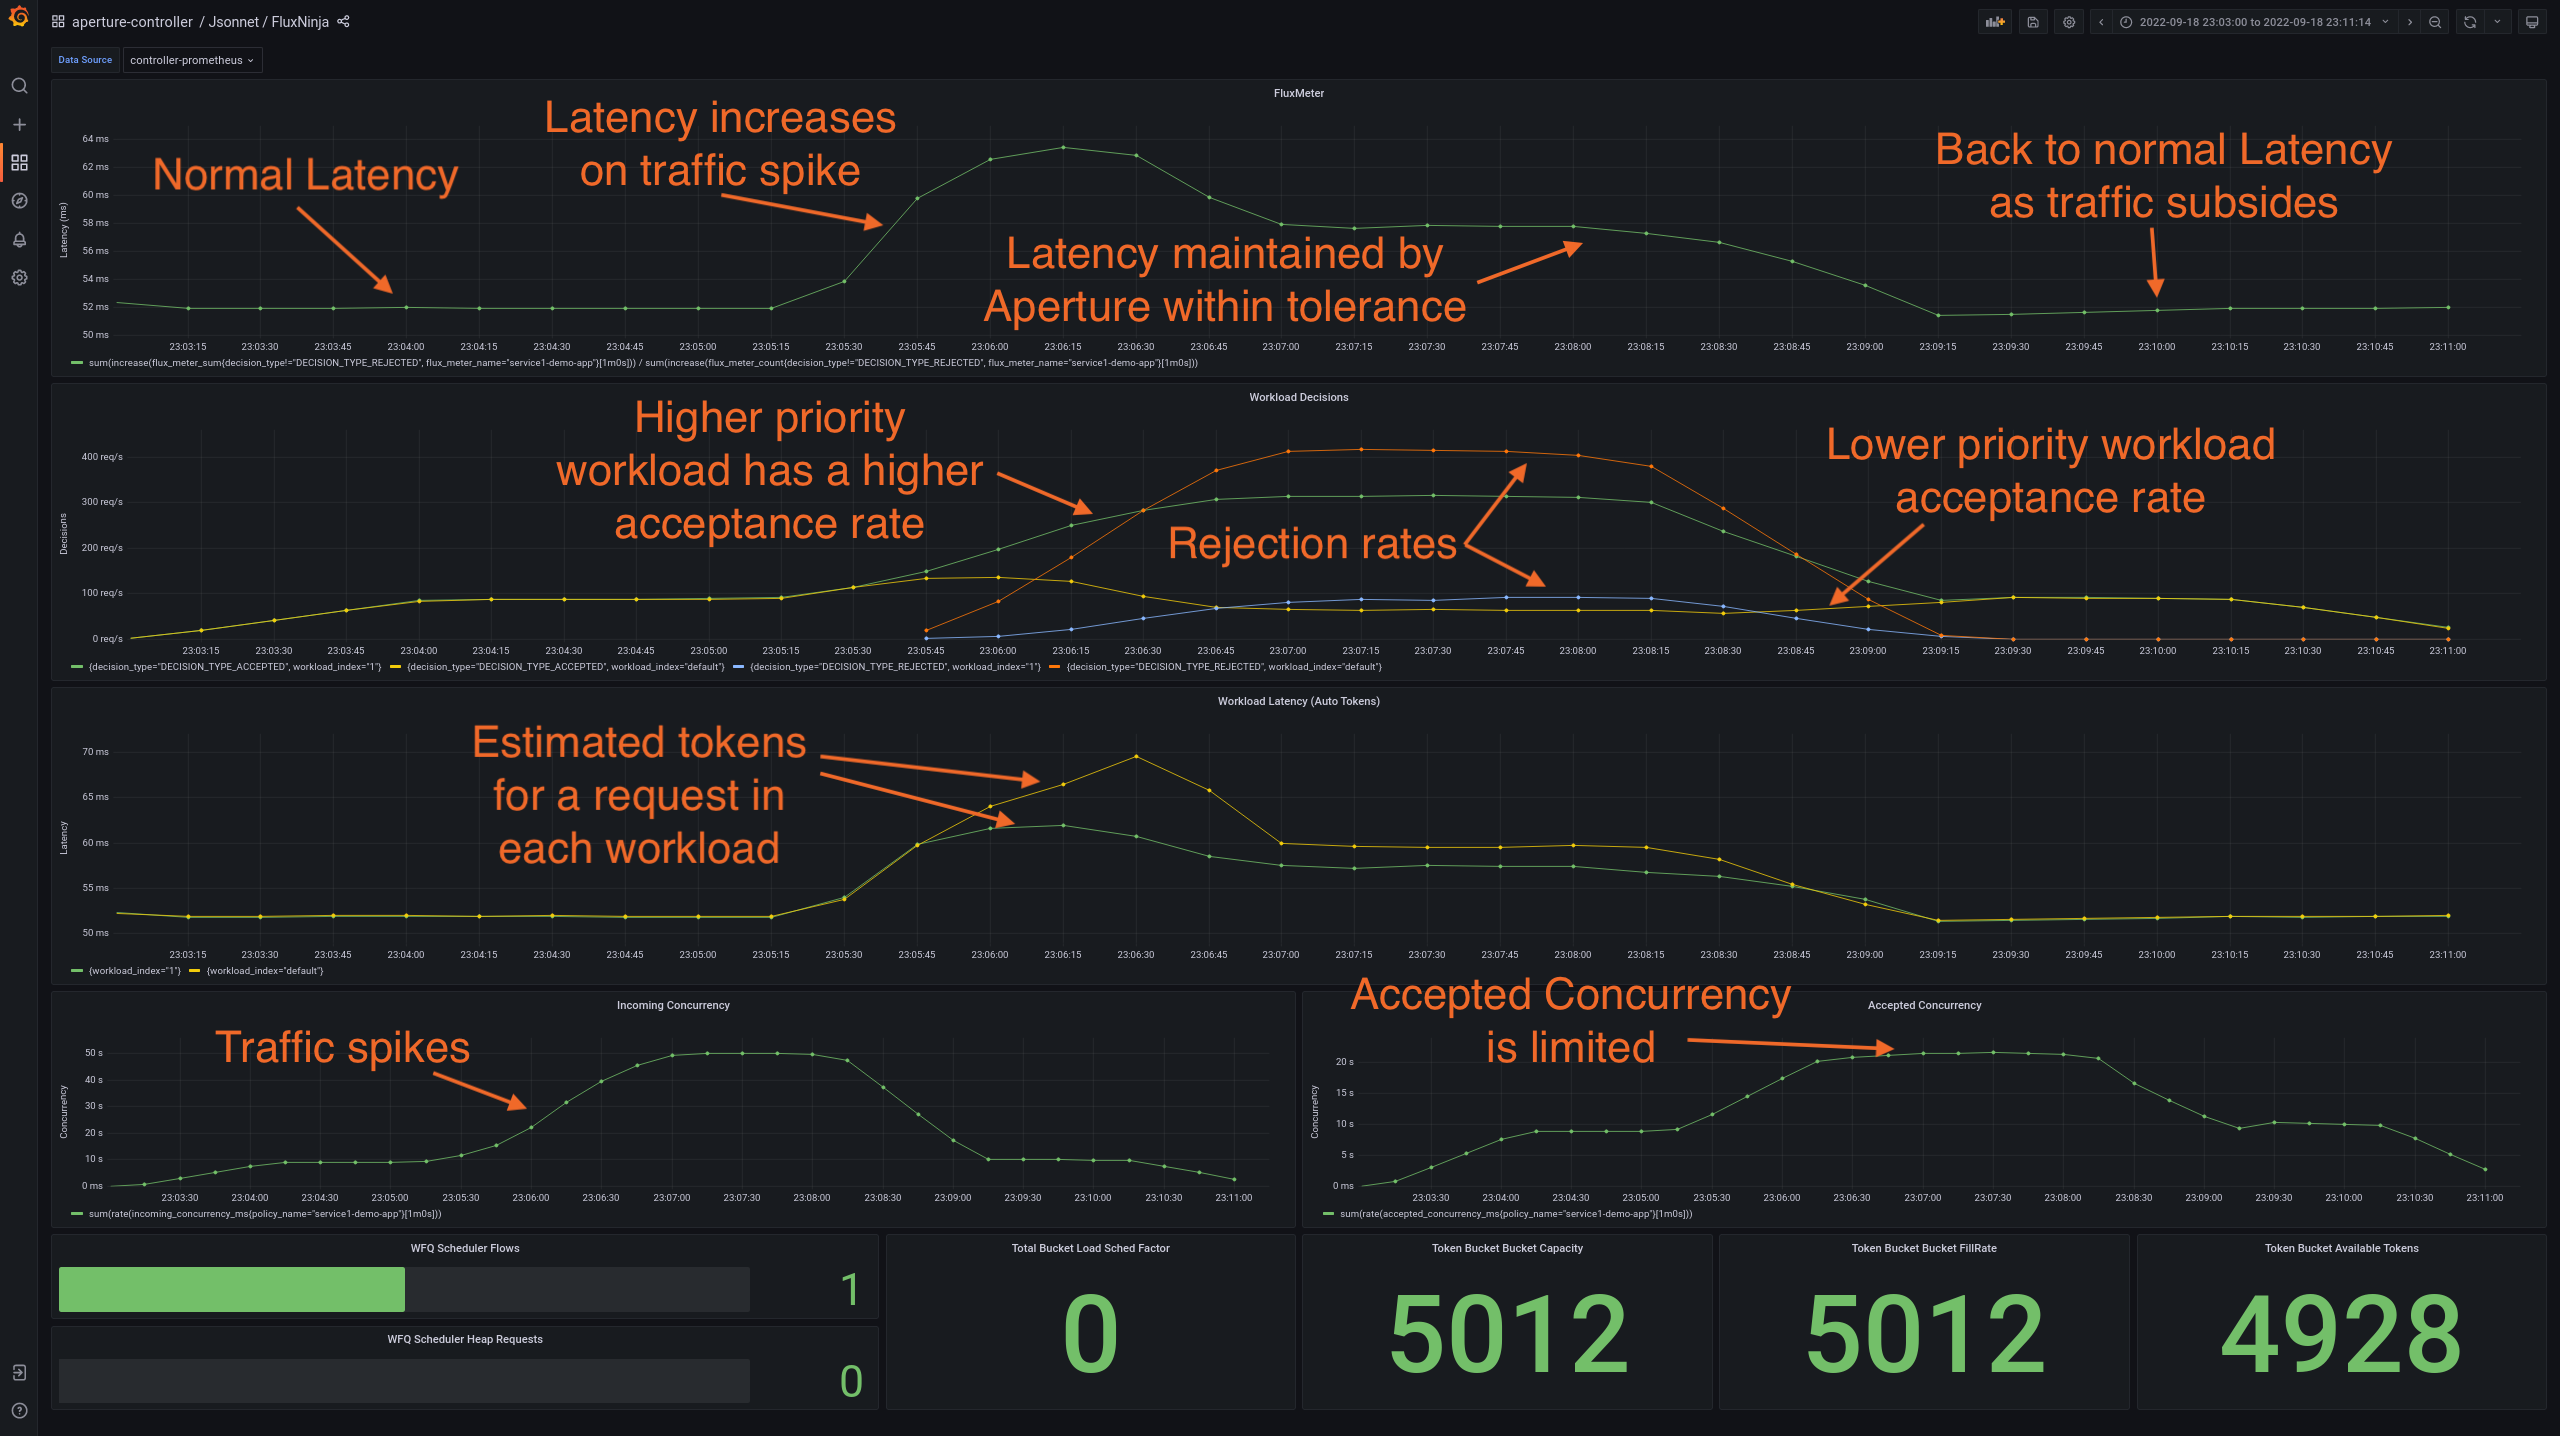 aperture-controller / Jsonnet / FluxNinja
2022-09-18 23:03:00 to 2022-09-18 23:11:14
Data Source
controller-prometheus
FluxMeter
Latency increases
on traffic spike
Normal Latency
Back to normal Latency
as traffic subsides
Latency maintained by
Aperture within tolerance
Latency (ms)
64 ms
62 ms
60 ms
58 ms
56 ms
54 ms
52 ms
50 ms
23:03:15 23:03:30 23:03:45 23:04:00 23:04:15 23:04:30 23:04:45 23:05:00 23:05:15 23:05:30 23:05:45 23:06:00 23:06:15 23:06:30 23:06:45 23:07:00 23:07:15 23:07:30 23:07:45 23:08:00 23:08:15 23:08:30 23:08:45 23:09:00 23:09:15 23:09:30 23:09:45 23:10:00 23:10:15 23:10:30 23:10:45 23:11:00
sum(increase(flux_meter_sum{decision_type!="DECISION_TYPE_REJECTED", flux_meter_name="service1-demo-app"}[1m0s])) / sum(increase(flux_meter_count{decision_type!="DECISION_TYPE_REJECTED", flux_meter_name="service1-demo-app"}[1m0s]))
Workload Decisions
Higher priority
workload has a higher
acceptance rate
Rejection rates
Lower priority workload
acceptance rate
Decisions
400 req/s
300 req/s
200 req/s
100 req/s
0 req/s
23:03:15 23:03:30 23:03:45 23:04:00 23:04:15 23:04:30 23:04:45 23:05:00 23:05:15 23:05:30 23:05:45 23:06:00 23:06:15 23:06:30 23:06:45 23:07:00 23:07:15 23:07:30 23:07:45 23:08:00 23:08:15 23:08:30 23:08:45 23:09:00 23:09:15 23:09:30 23:09:45 23:10:00 23:10:15 23:10:30 23:10:45 23:11:00
{decision_type="DECISION_TYPE_ACCEPTED", workload_index="1"} {decision_type="DECISION_TYPE_ACCEPTED", workload_index="default"} {decision_type="DECISION_TYPE_REJECTED", workload_index="1"} {decision_type="DECISION_TYPE_REJECTED", workload_index="default"}
Workload Latency (Auto Tokens)
Estimated tokens
for a request in
each workload
Latency
70 ms
65 ms
60 ms
55 ms
50 ms
23:03:15 23:03:30 23:03:45 23:04:00 23:04:15 23:04:30 23:04:45 23:05:00 23:05:15 23:05:30 23:05:45 23:06:00 23:06:15 23:06:30 23:06:45 23:07:00 23:07:15 23:07:30 23:07:45 23:08:00 23:08:15 23:08:30 23:08:45 23:09:00 23:09:15 23:09:30 23:09:45 23:10:00 23:10:15 23:10:30 23:10:45 23:11:00
{workload_index="1"} {workload_index="default"}
Incoming Concurrency
Traffic spikes
Concurrency
50 s
40 s
30 s
20 s
10 s
0 ms
23:03:30 23:04:00 23:04:30 23:05:00 23:05:30 23:06:00 23:06:30 23:07:00 23:07:30 23:08:00 23:08:30 23:09:00 23:09:30 23:10:00 23:10:30 23:11:00
sum(rate(incoming_concurrency_ms{policy_name="service1-demo-app"}[1m0s]))
Accepted Concurrency
Accepted Concurrency
is limited
Concurrency
20 s
15 s
10 s
5 s
0 ms
23:03:30 23:04:00 23:04:30 23:05:00 23:05:30 23:06:00 23:06:30 23:07:00 23:07:30 23:08:00 23:08:30 23:09:00 23:09:30 23:10:00 23:10:30 23:11:00
sum(rate(accepted_concurrency_ms{policy_name="service1-demo-app"}[1m0s]))
WFQ Scheduler Flows
1
WFQ Scheduler Heap Requests
0
Total Bucket Load Sched Factor
0
Token Bucket Bucket Capacity
5012
Token Bucket Bucket FillRate
5012
Token Bucket Available Tokens
4928